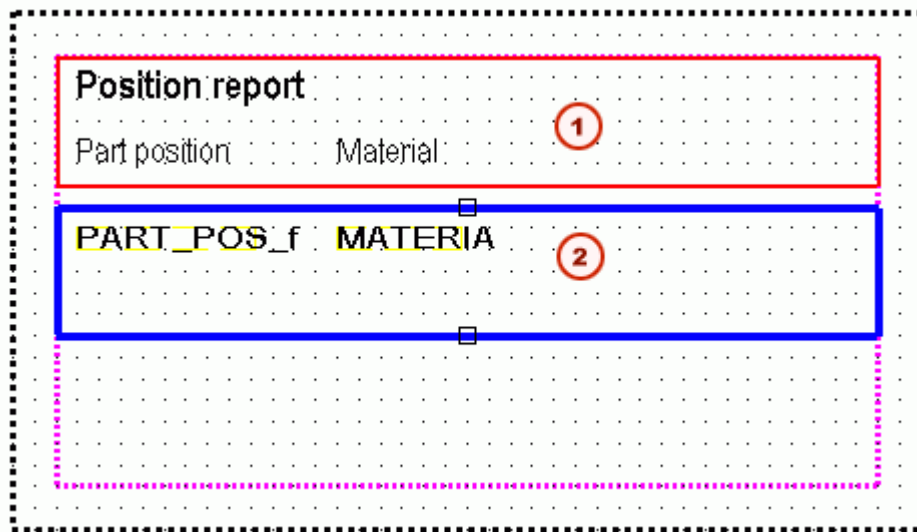 Position report
1
Part position Material
PART_POS_f MATERIA
2